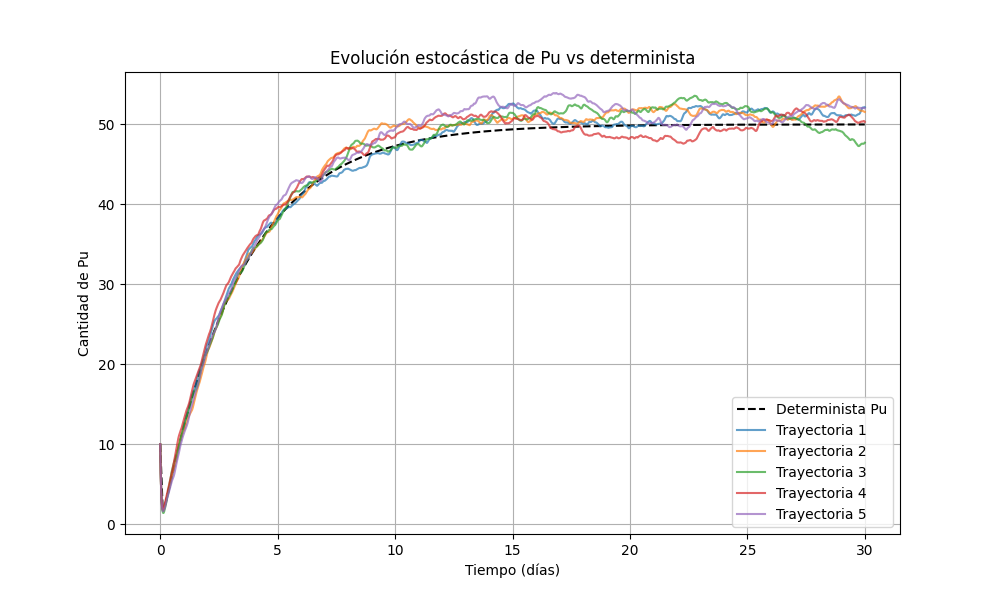 Evolución estocástica de Pu vs determinista
Cantidad de Pu
50
40
30
20
10
0
0 5 10 15 20 25 30
Tiempo (días)
Determinista Pu
Trayectoria 1
Trayectoria 2
Trayectoria 3
Trayectoria 4
Trayectoria 5